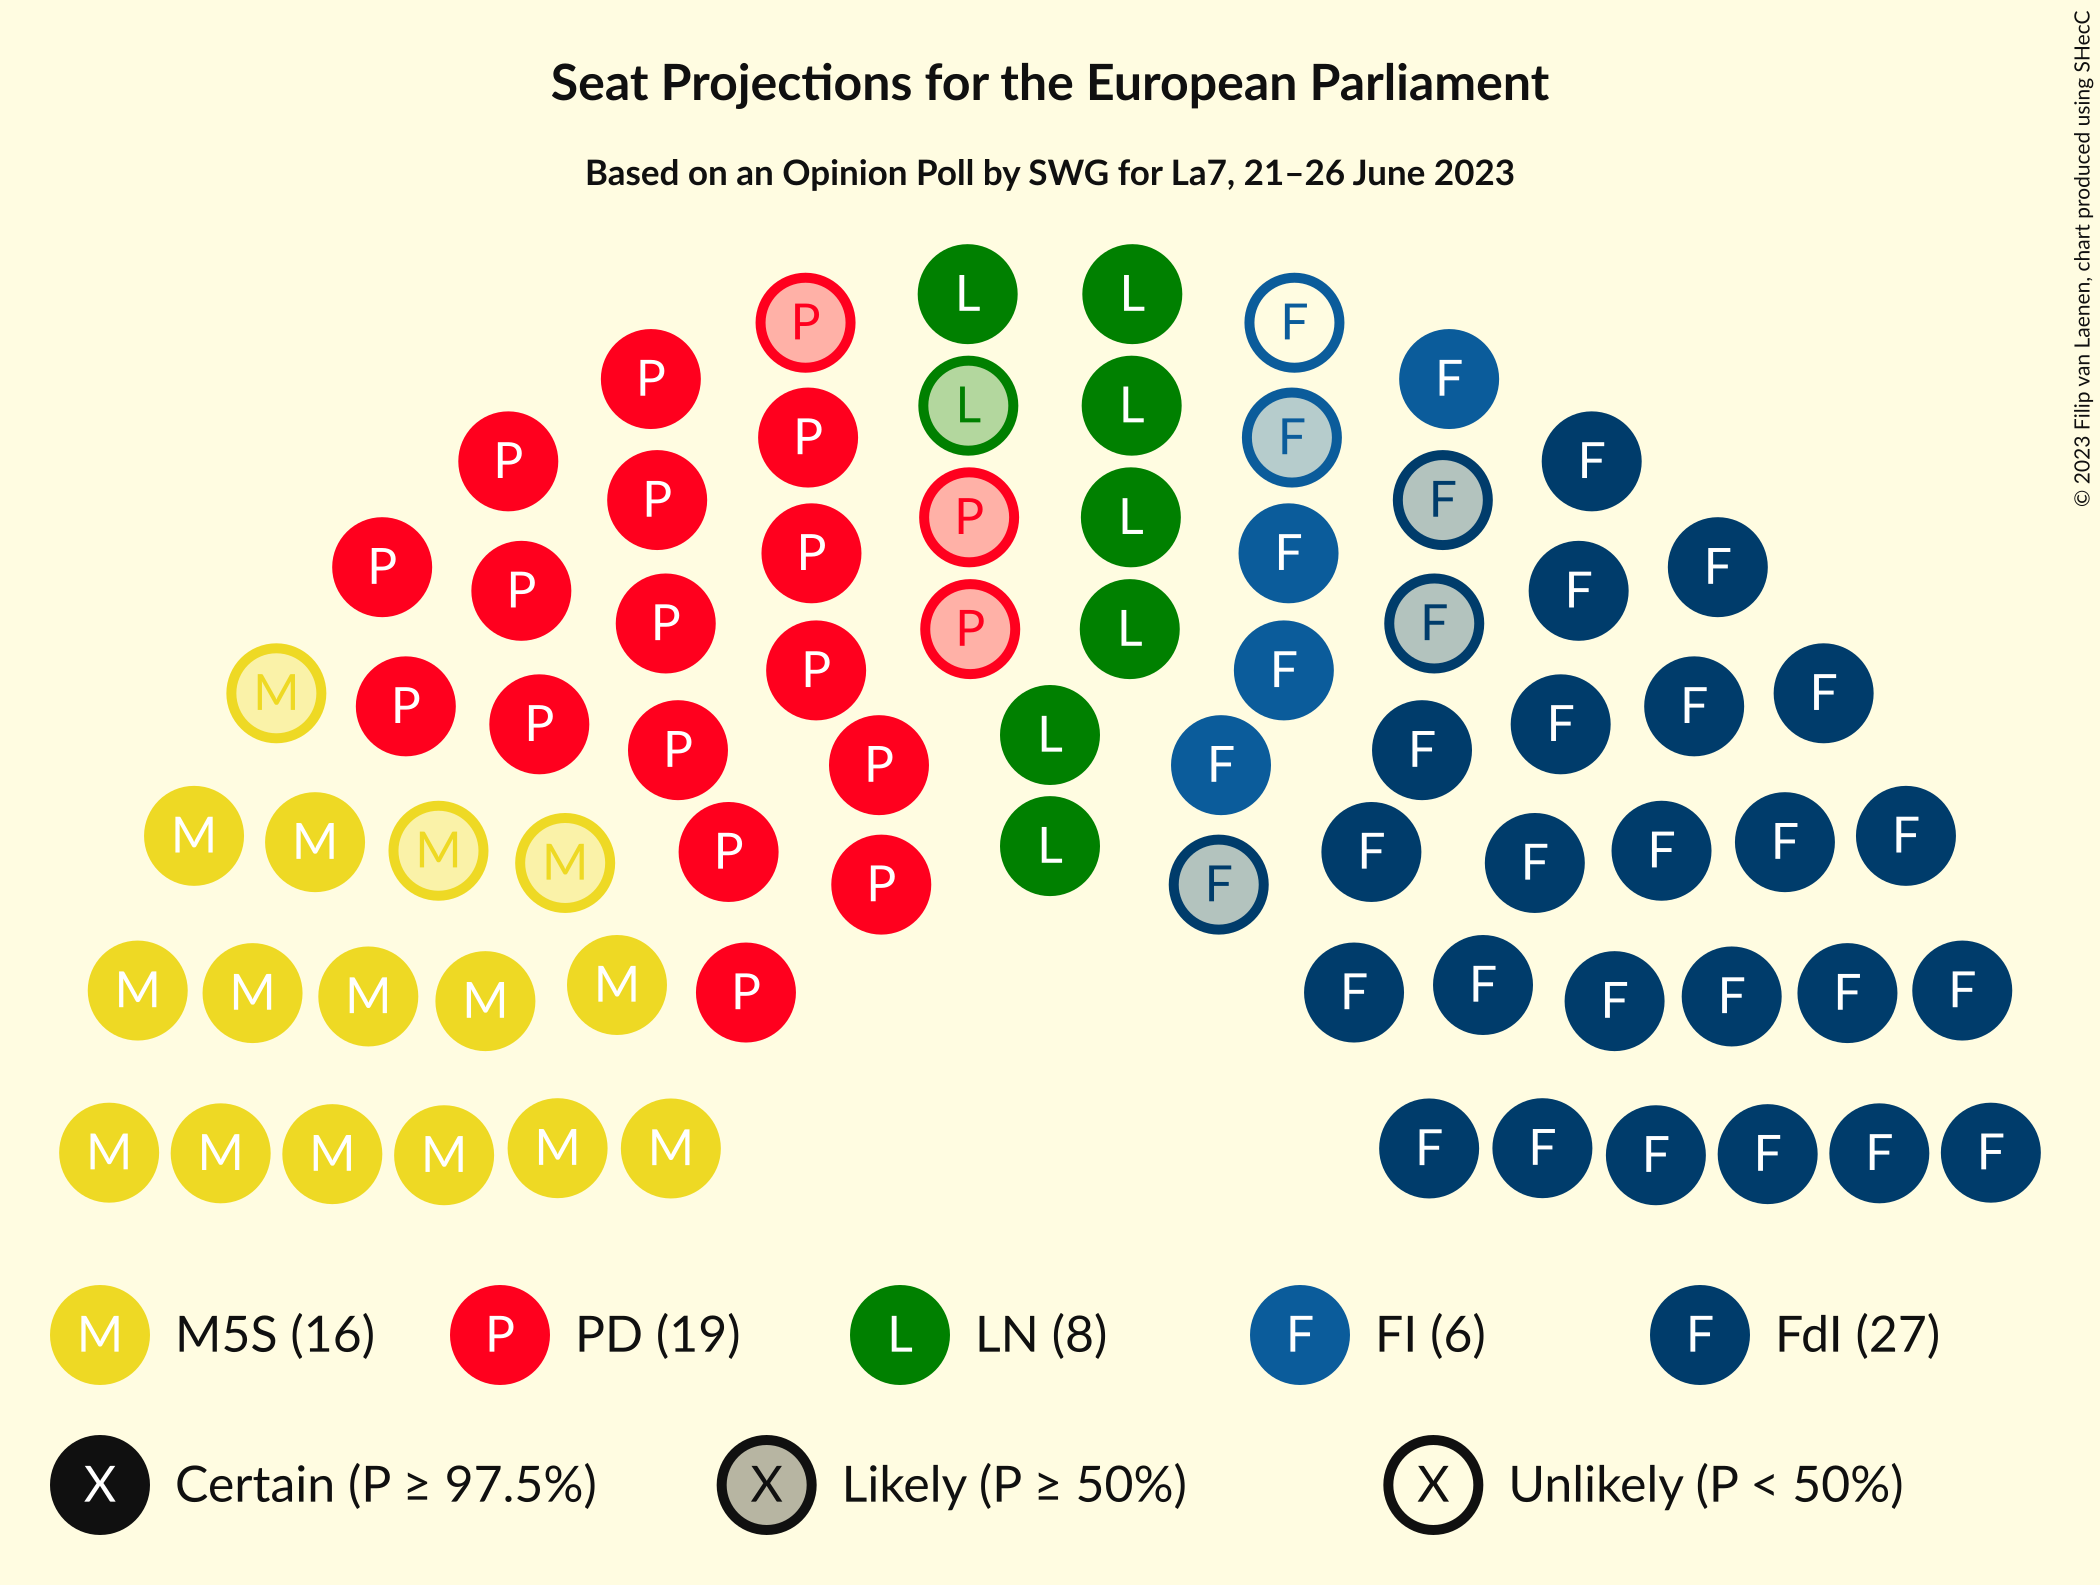 Seat Projections for the European Parliament
Based on an Opinion Poll by SWG for La7, 21–26 June 2023
© 2023 Filip van Laenen, chart produced using SHecC
L L
P F
P F
L L
P P F F
P P F F
P L
P P F F
P P F F
P L
P P F F
M P P F F F
P P F F
P L F
M M M M P F F F F F
L
P F
M M M M M P F F F F F F
M M M M M M F F F F F F
M M5S (16) P PD (19) L LN (8) F FI (6) F FdI (27)
X Certain (P ≥ 97.5%) X Likely (P ≥ 50%) X Unlikely (P < 50%)